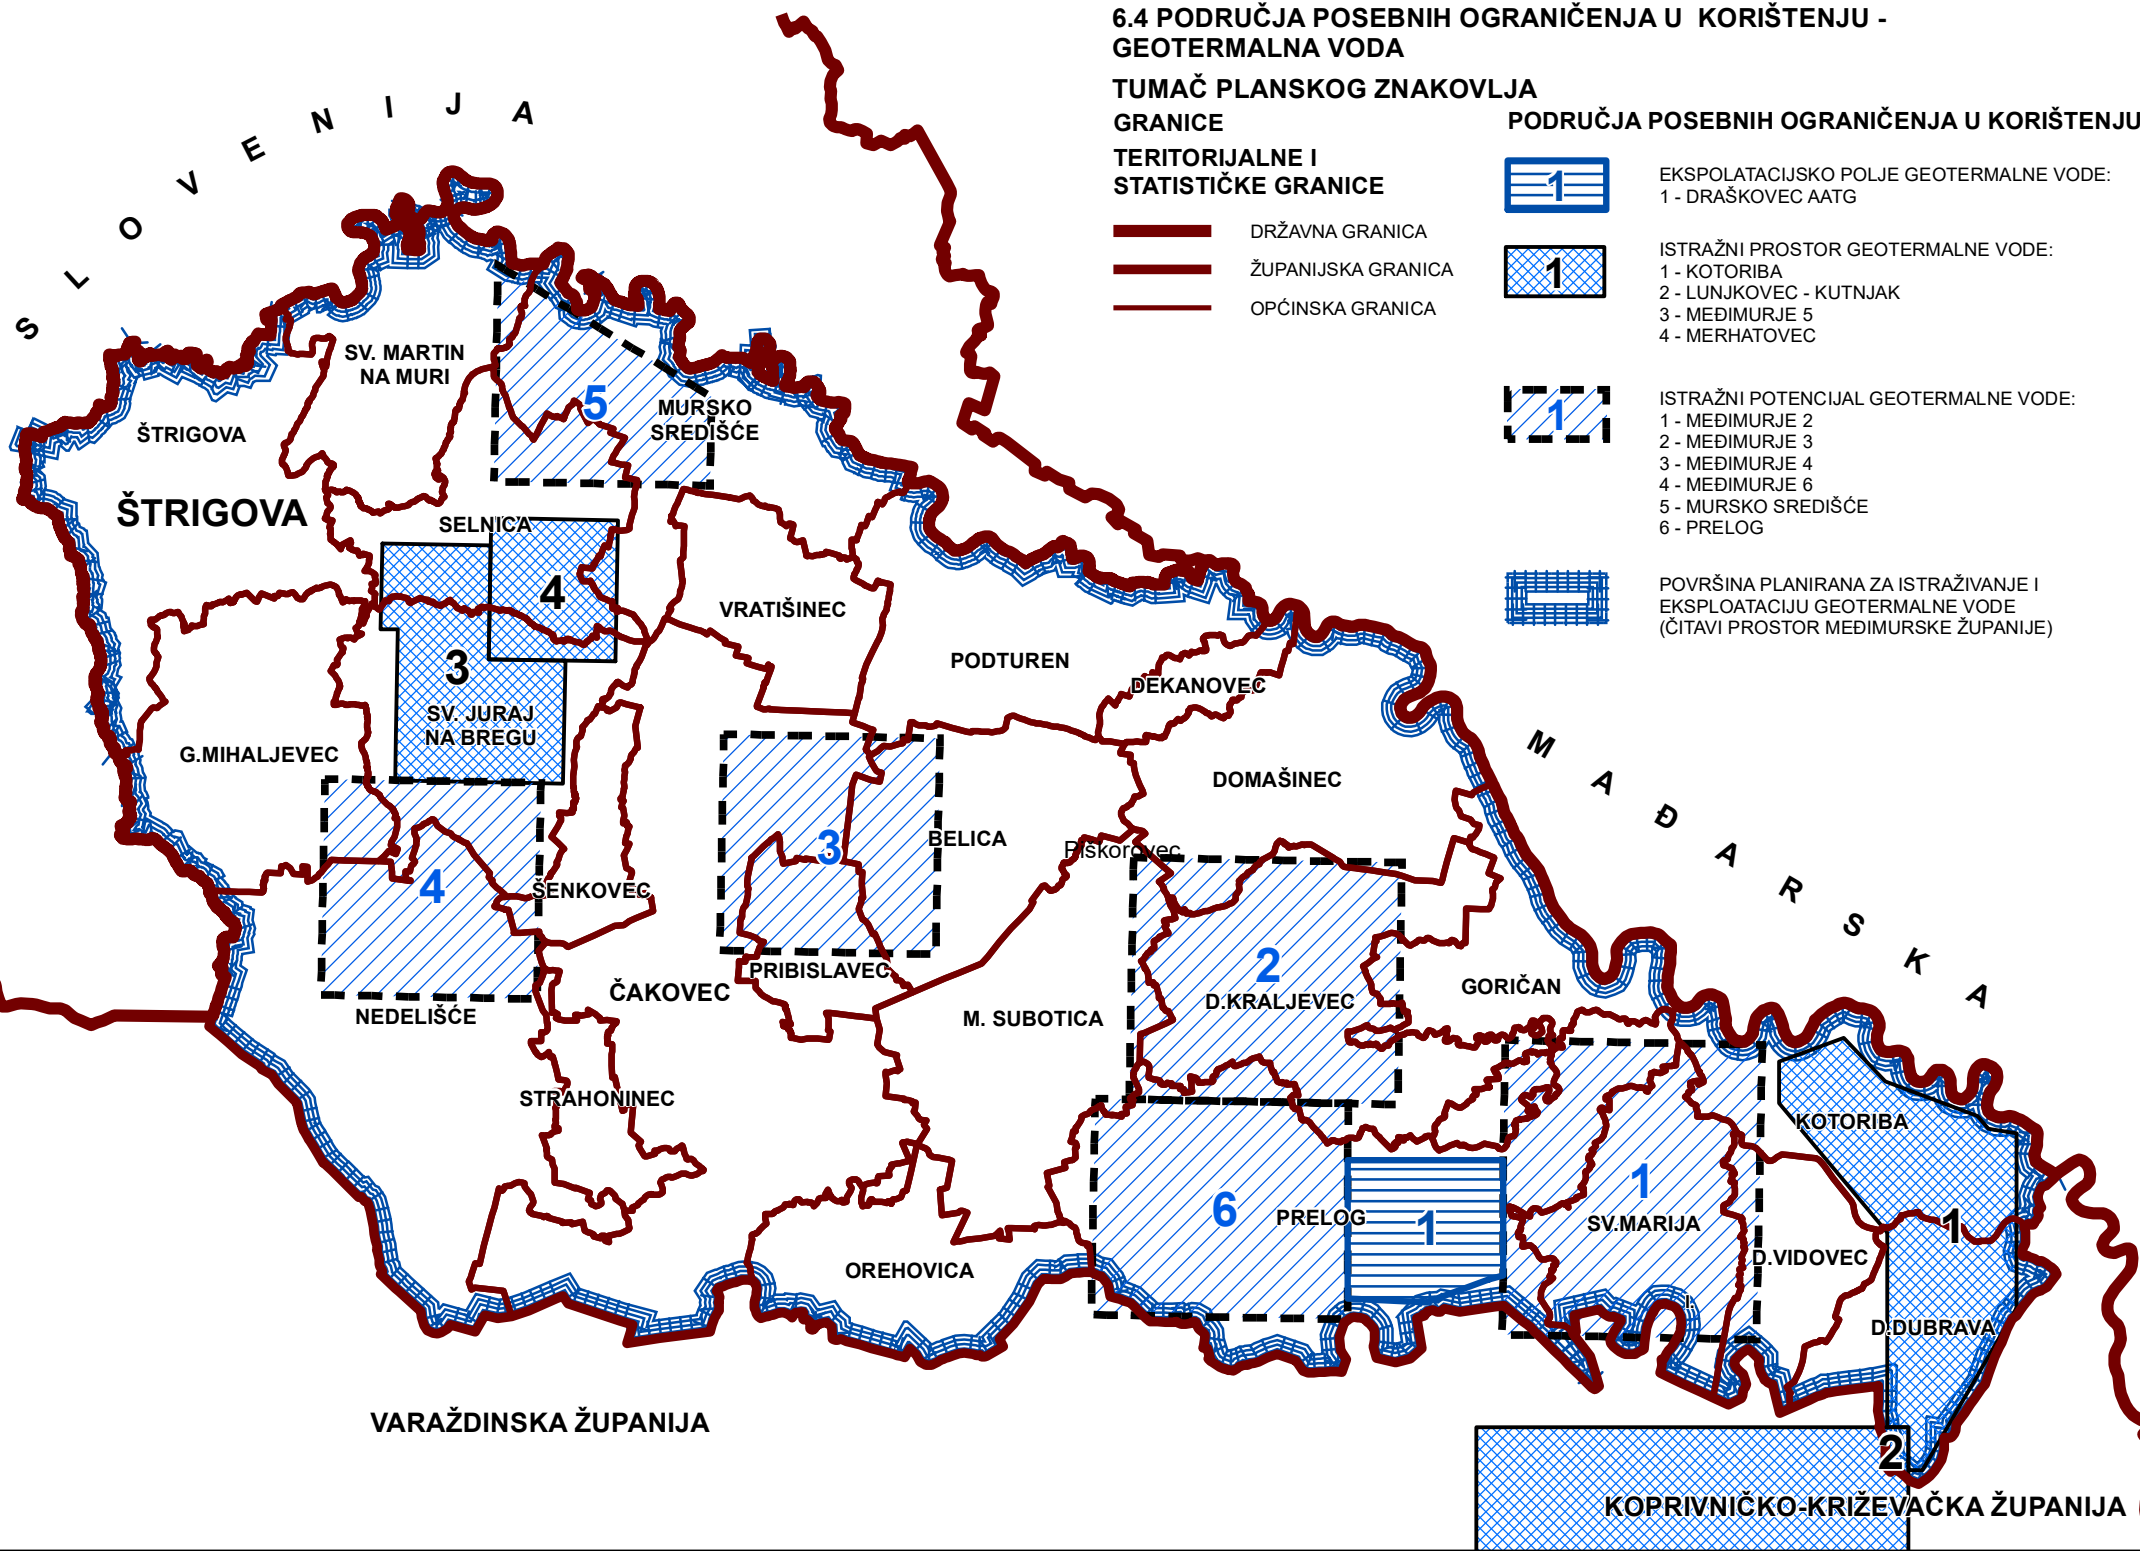 6.4 PODRUČJA POSEBNIH OGRANIČENJA U KORIŠTENJU -
GEOTERMALNA VODA
TUMAČ PLANSKOG ZNAKOVLJA
GRANICE
TERITORIJALNE I
STATISTIČKE GRANICE
DRŽAVNA GRANICA
ŽUPANIJSKA GRANICA
OPĆINSKA GRANICA
PODRUČJA POSEBNIH OGRANIČENJA U KORIŠTENJU
1
EKSPOLATACIJSKO POLJE GEOTERMALNE VODE:
1 - DRAŠKOVEC AATG
1
ISTRAŽNI PROSTOR GEOTERMALNE VODE:
1 - KOTORIBA
2 - LUNJKOVEC - KUTNJAK
3 - MEĐIMURJE 5
4 - MERHATOVEC
1
ISTRAŽNI POTENCIJAL GEOTERMALNE VODE:
1 - MEĐIMURJE 2
2 - MEĐIMURJE 3
3 - MEĐIMURJE 4
4 - MEĐIMURJE 6
5 - MURSKO SREDIŠĆE
6 - PRELOG
POVRŠINA PLANIRANA ZA ISTRAŽIVANJE I
EKSPLOATACIJU GEOTERMALNE VODE
(ČITAVI PROSTOR MEĐIMURSKE ŽUPANIJE)
SLOVENIJA
SV. MARTIN
NA MURI
5
MURSKO
SREDIŠĆE
ŠTRIGOVA
ŠTRIGOVA
SELNICA
4
VRATIŠINEC
3
PODTUREN
DEKANOVEC
SV. JURAJ
NA BREGU
G.MIHALJEVEC
MAĐARSKA
DOMAŠINEC
3
BELICA
Piskorovec
4
ŠENKOVEC
2
PRIBISLAVEC
ČAKOVEC
GORIČAN
D.KRALJEVEC
NEDELIŠĆE
M. SUBOTICA
STRAHONINEC
KOTORIBA
1
6
PRELOG
1
SV.MARIJA
1
D.VIDOVEC
OREHOVICA
D.DUBRAVA
VARAŽDINSKA ŽUPANIJA
2
KOPRIVNIČKO-KRIŽEVAČKA ŽUPANIJA